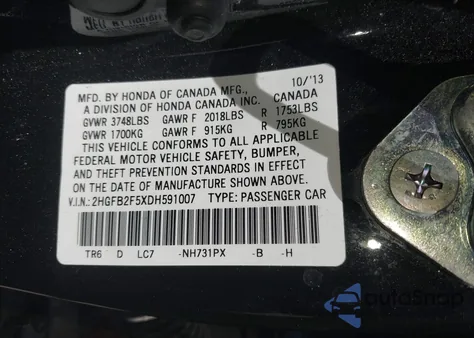 MFD. BY HONDA OF CANADA MFG., 10/'13
A DIVISION OF HONDA CANADA INC. CANADA
GVWR 3748LBS GAWR F 2018LBS R 1753LBS
GVWR 1700KG GAWR F 915KG R 795KG
THIS VEHICLE CONFORMS TO ALL APPLICABLE
FEDERAL MOTOR VEHICLE SAFETY, BUMPER,
AND THEFT PREVENTION STANDARDS IN EFFECT
ON THE DATE OF MANUFACTURE SHOWN ABOVE.
V.I.N.: 2HGFB2F5XDH591007 TYPE: PASSENGER CAR
TR6 D LC7 -NH731PX -B -H
autosnap